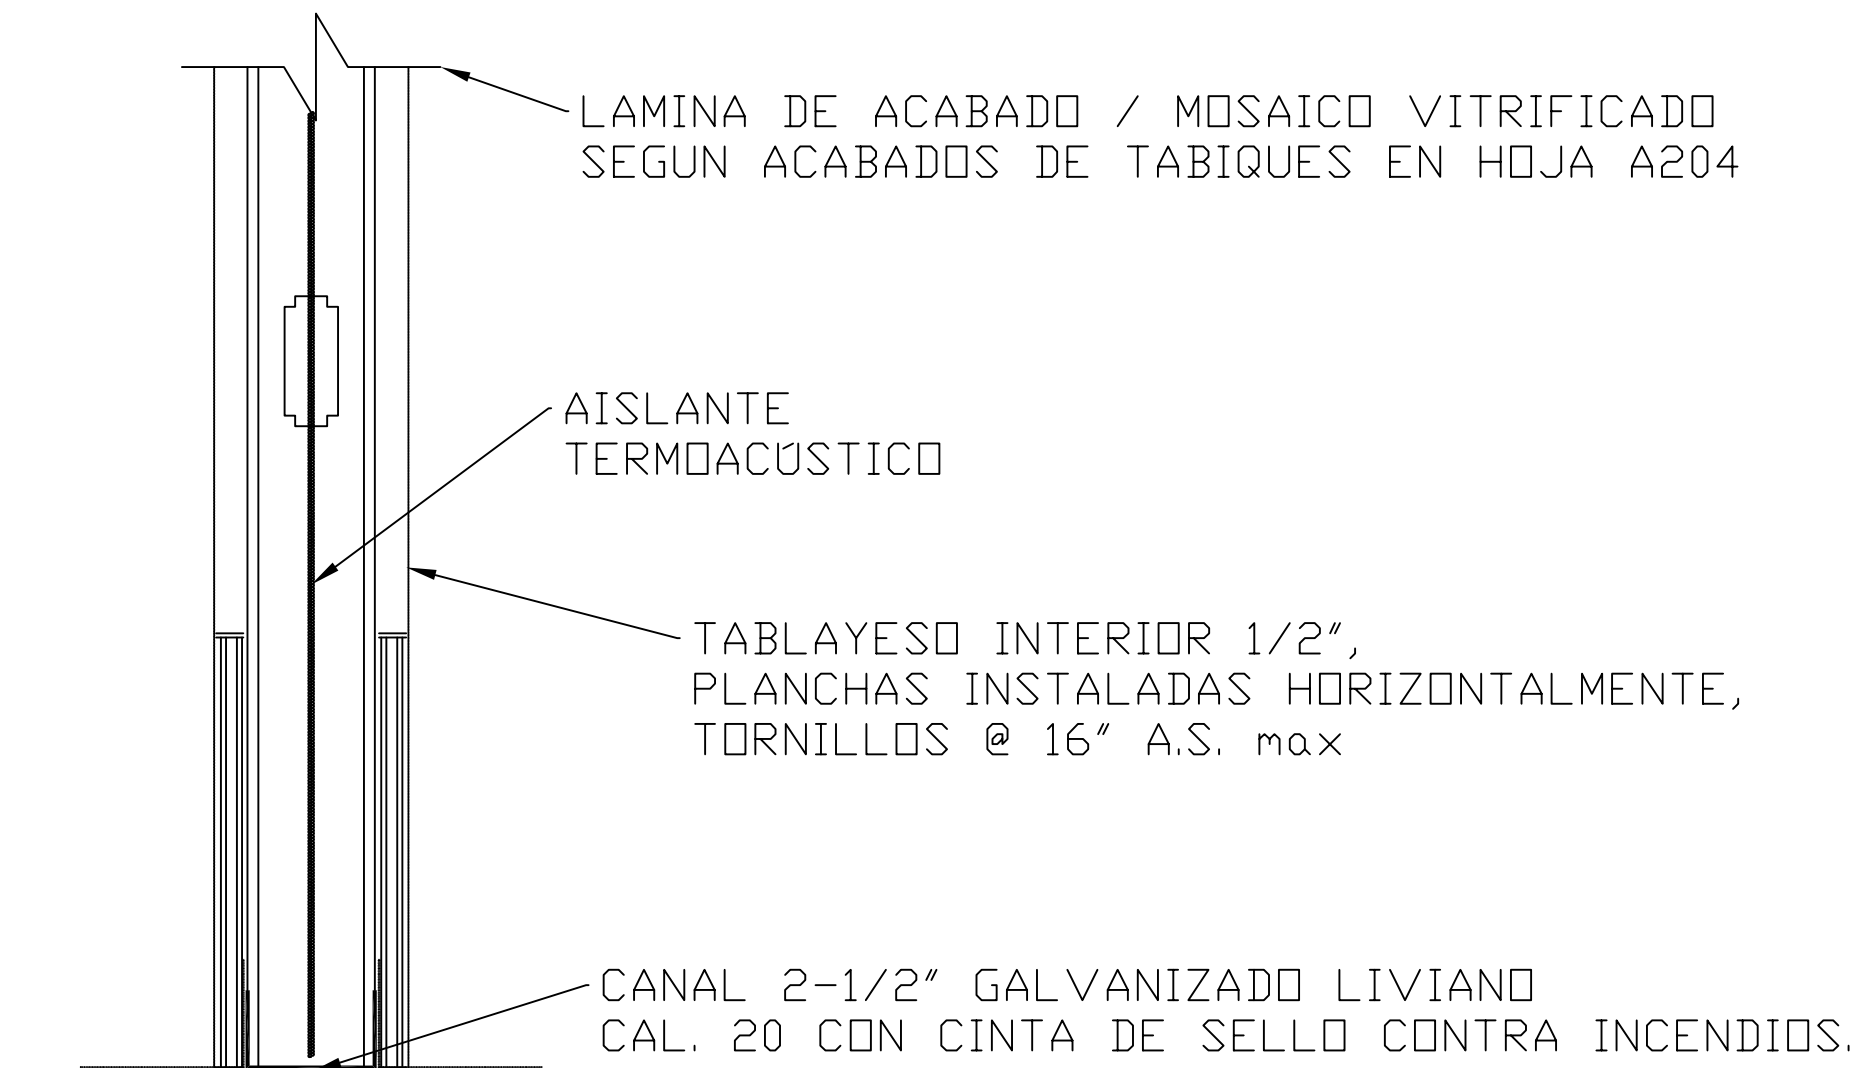 LAMINA DE ACABADO / MOSAICO VITRIFICADO
SEGUN ACABADOS DE TABIQUES EN HOJA A204
AISLANTE
TERMOACÚSTICO
TABLAYESO INTERIOR 1/2",
PLANCHAS INSTALADAS HORIZONTALMENTE,
TORNILLOS @ 16" A.S. max
CANAL 2-1/2" GALVANIZADO LIVIANO
CAL. 20 CON CINTA DE SELLO CONTRA INCENDIOS.